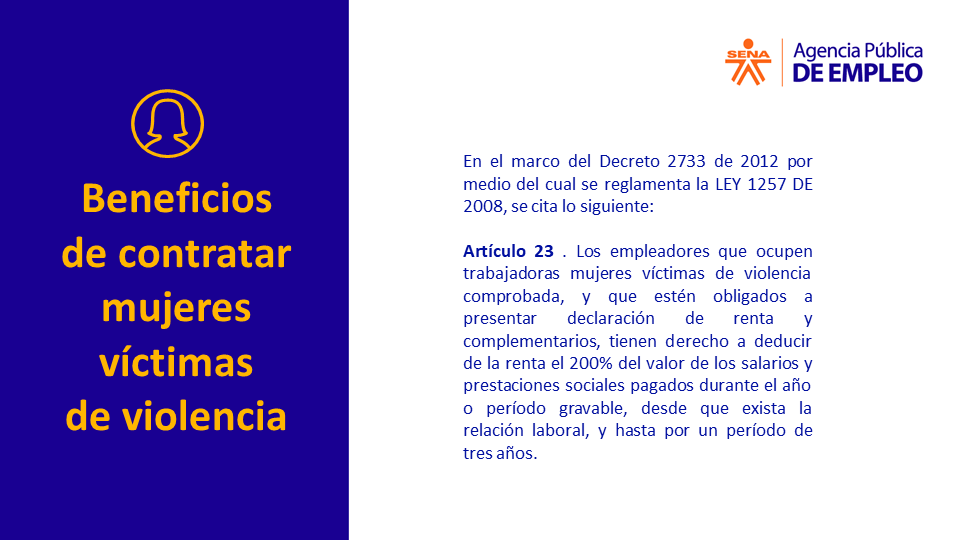 SENA
Agencia Pública
DE EMPLEO
Beneficios
de contratar
mujeres
víctimas
de violencia
En el marco del Decreto 2733 de 2012 por
medio del cual se reglamenta la LEY 1257 DE
2008, se cita lo siguiente:
Artículo 23 . Los empleadores que ocupen
trabajadoras mujeres víctimas de violencia
comprobada, y que estén obligados a
presentar declaración de renta y
complementarios, tienen derecho a deducir
de la renta el 200% del valor de los salarios y
prestaciones sociales pagados durante el año
o período gravable, desde que exista la
relación laboral, y hasta por un período de
tres años.